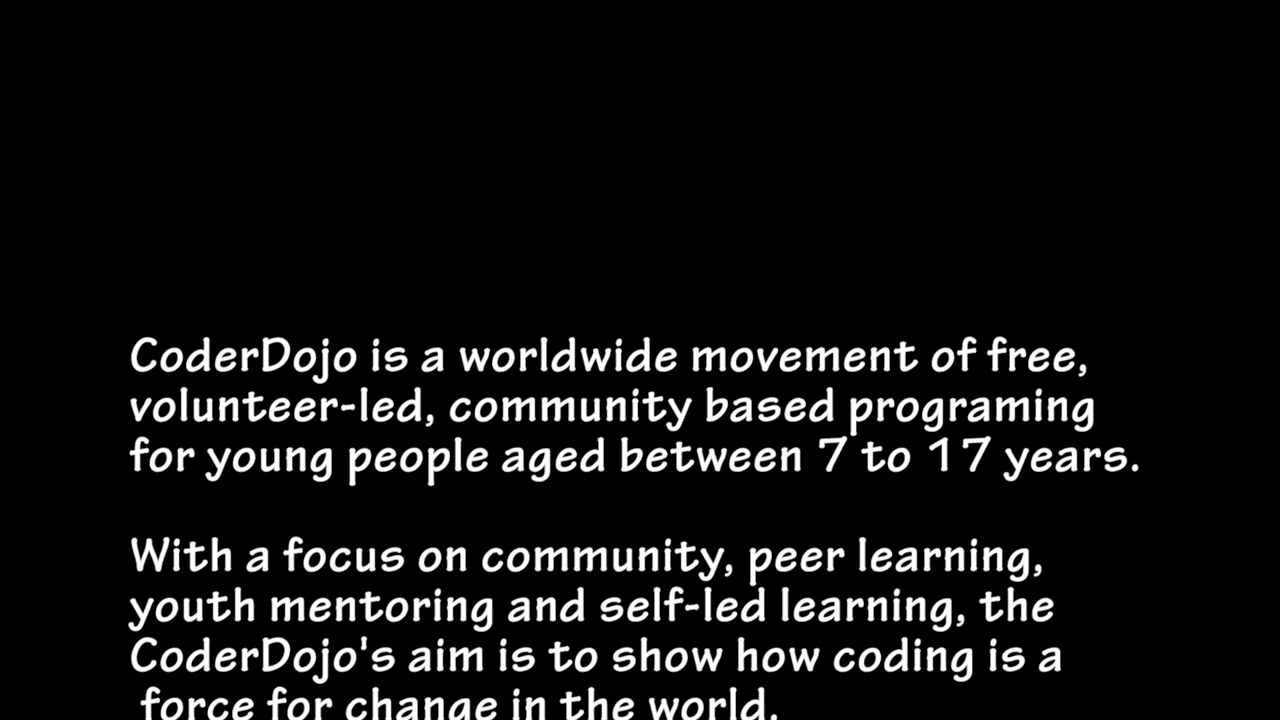 CoderDojo is a worldwide movement of free,
volunteer-led, community based programing
for young people aged between 7 to 17 years.
With a focus on community, peer learning,
youth mentoring and self-led learning, the
CoderDojo's aim is to show how coding is a
force for change in the world.